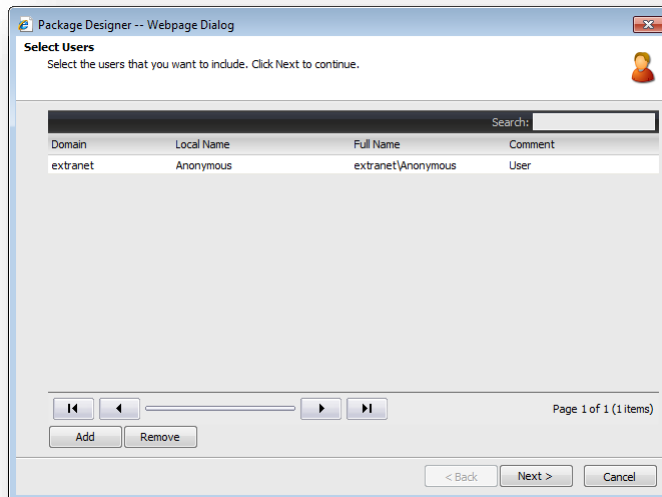 Package Designer -- Webpage Dialog
Select Users
Select the users that you want to include. Click Next to continue.
Search:
Domain Local Name Full Name Comment
extranet Anonymous extranet\Anonymous User
Page 1 of 1 (1 items)
Add Remove
< Back Next > Cancel